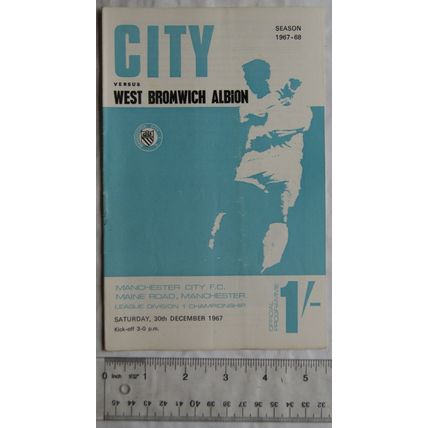 CITY
SEASON
1967-68
VERSUS
WEST BROMWICH ALBION
MANCHESTER CITY F.C.
MAINE ROAD, MANCHESTER
LEAGUE DIVISION 1 CHAMPIONSHIP
SATURDAY, 30th DECEMBER 1967
Kick-off 3-0 p.m.
OFFICIAL
PROGRAMME
1/-
0 inch 1 2 3 4 5